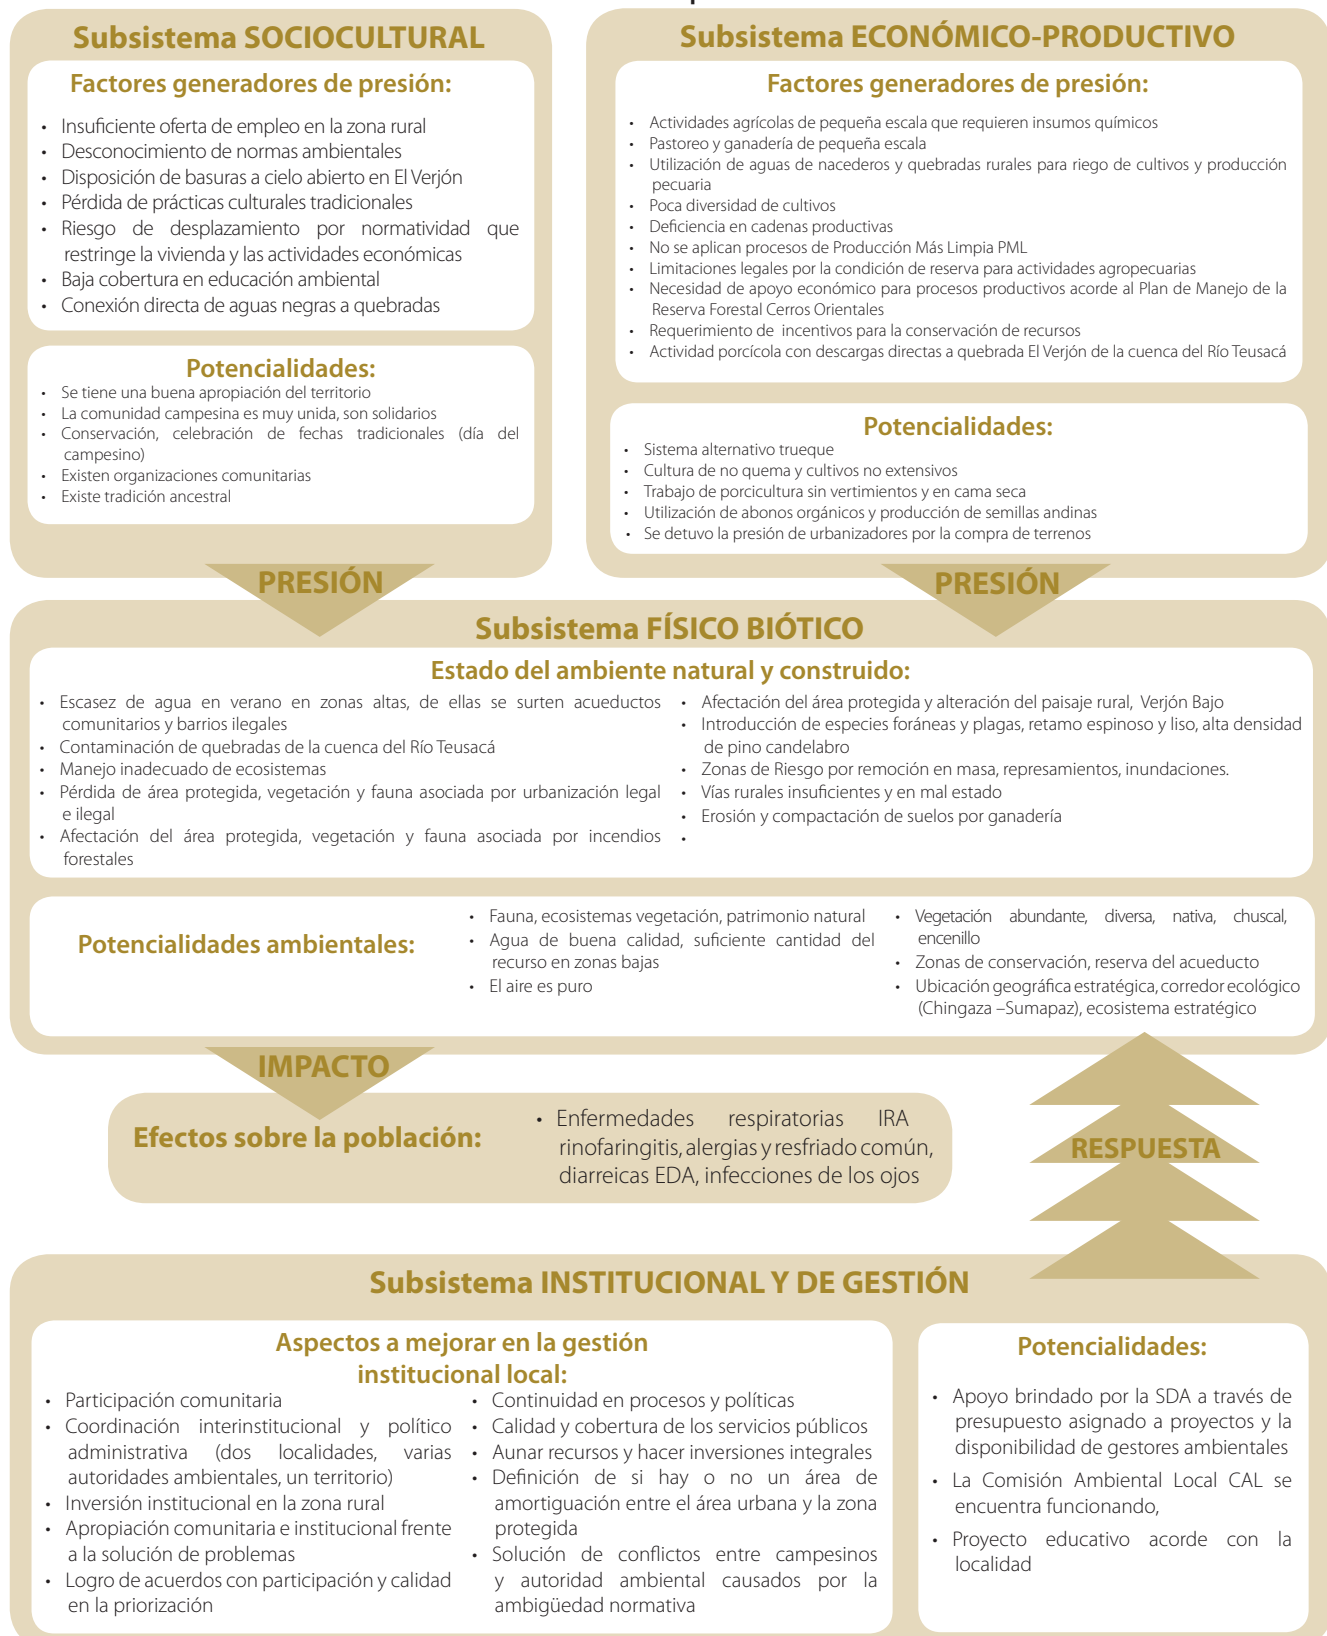 Subsistema SOCIOCULTURAL
Factores generadores de presión:
• Insuficiente oferta de empleo en la zona rural
• Desconocimiento de normas ambientales
• Disposición de basuras a cielo abierto en El Verjón
• Pérdida de prácticas culturales tradicionales
• Riesgo de desplazamiento por normatividad que
restringe la vivienda y las actividades económicas
• Baja cobertura en educación ambiental
• Conexión directa de aguas negras a quebradas
Potencialidades:
• Se tiene una buena apropiación del territorio
• La comunidad campesina es muy unida, son solidarios
• Conservación, celebración de fechas tradicionales (día del
campesino)
• Existen organizaciones comunitarias
• Existe tradición ancestral
PRESIÓN
Subsistema ECONÓMICO-PRODUCTIVO
Factores generadores de presión:
• Actividades agrícolas de pequeña escala que requieren insumos químicos
• Pastoreo y ganadería de pequeña escala
• Utilización de aguas de nacederos y quebradas rurales para riego de cultivos y producción
pecuaria
• Poca diversidad de cultivos
• Deficiencia en cadenas productivas
• No se aplican procesos de Producción Más Limpia PML
• Limitaciones legales por la condición de reserva para actividades agropecuarias
• Necesidad de apoyo económico para procesos productivos acorde al Plan de Manejo de la
Reserva Forestal Cerros Orientales
• Requerimiento de incentivos para la conservación de recursos
• Actividad porcícola con descargas directas a quebrada El Verjón de la cuenca del Río Teusacá
Potencialidades:
• Sistema alternativo trueque
• Cultura de no quema y cultivos no extensivos
• Trabajo de porcicultura sin vertimientos y en cama seca
• Utilización de abonos orgánicos y producción de semillas andinas
• Se detuvo la presión de urbanizadores por la compra de terrenos
PRESIÓN
Subsistema FÍSICO BIÓTICO
Estado del ambiente natural y construido:
• Escasez de agua en verano en zonas altas, de ellas se surten acueductos
comunitarios y barrios ilegales
• Contaminación de quebradas de la cuenca del Río Teusacá
• Manejo inadecuado de ecosistemas
• Pérdida de área protegida, vegetación y fauna asociada por urbanización legal
e ilegal
• Afectación del área protegida, vegetación y fauna asociada por incendios
forestales
• Afectación del área protegida y alteración del paisaje rural, Verjón Bajo
• Introducción de especies foráneas y plagas, retamo espinoso y liso, alta densidad
de pino candelabro
• Zonas de Riesgo por remoción en masa, represamientos, inundaciones.
• Vías rurales insuficientes y en mal estado
• Erosión y compactación de suelos por ganadería
•
Potencialidades ambientales:
• Fauna, ecosistemas vegetación, patrimonio natural
• Agua de buena calidad, suficiente cantidad del
recurso en zonas bajas
• El aire es puro
• Vegetación abundante, diversa, nativa, chuscal,
encenillo
• Zonas de conservación, reserva del acueducto
• Ubicación geográfica estratégica, corredor ecológico
(Chingaza –Sumapaz), ecosistema estratégico
IMPACTO
Efectos sobre la población:
• Enfermedades respiratorias IRA
rinofaringitis, alergias y resfriado común,
diarreicas EDA, infecciones de los ojos
RESPUESTA
Subsistema INSTITUCIONAL Y DE GESTIÓN
Aspectos a mejorar en la gestión
institucional local:
• Participación comunitaria
• Coordinación interinstitucional y político
administrativa (dos localidades, varias
autoridades ambientales, un territorio)
• Inversión institucional en la zona rural
• Apropiación comunitaria e institucional frente
a la solución de problemas
• Logro de acuerdos con participación y calidad
en la priorización
• Continuidad en procesos y políticas
• Calidad y cobertura de los servicios públicos
• Aunar recursos y hacer inversiones integrales
• Definición de si hay o no un área de
amortiguación entre el área urbana y la zona
protegida
• Solución de conflictos entre campesinos
y autoridad ambiental causados por la
ambigüedad normativa
Potencialidades:
• Apoyo brindado por la SDA a través de
presupuesto asignado a proyectos y la
disponibilidad de gestores ambientales
• La Comisión Ambiental Local CAL se
encuentra funcionando,
• Proyecto educativo acorde con la
localidad